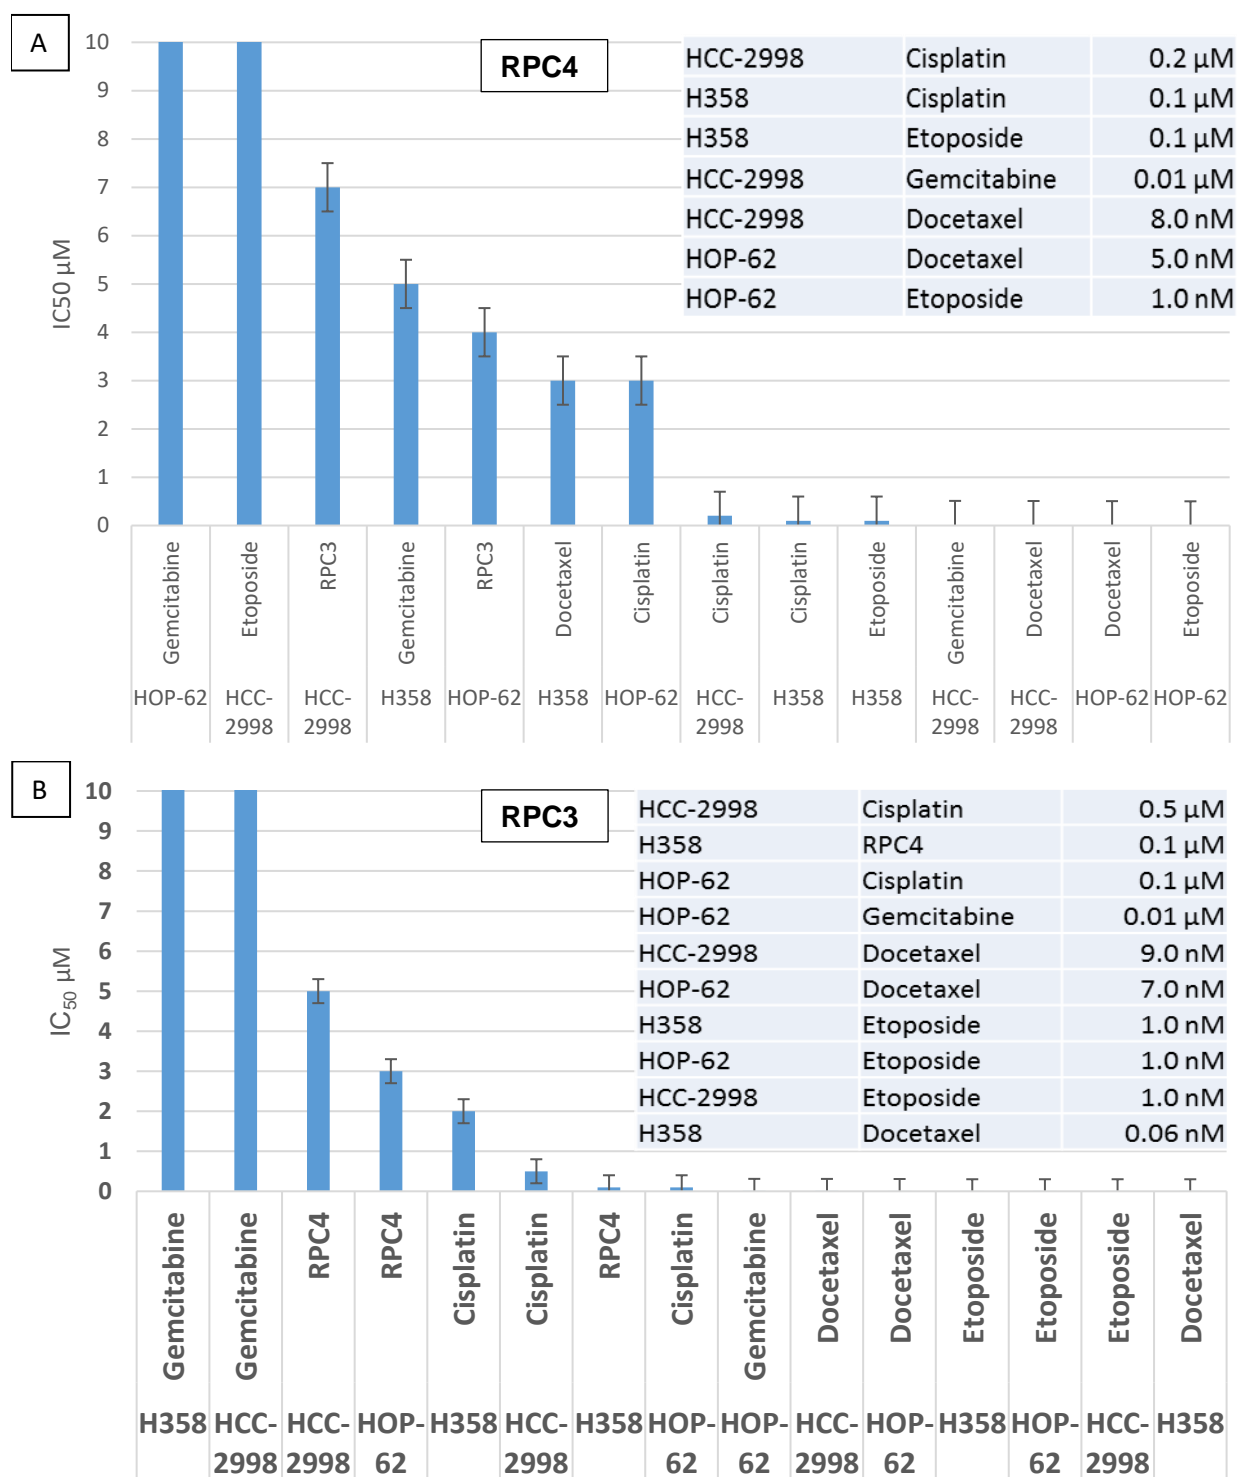 A
RPC4
10
9
8
7
6
5
4
3
2
1
0
IC50 µM
HCC-2998 Cisplatin 0.2 µM
H358 Cisplatin 0.1 µM
H358 Etoposide 0.1 µM
HCC-2998 Gemcitabine 0.01 µM
HCC-2998 Docetaxel 8.0 nM
HOP-62 Docetaxel 5.0 nM
HOP-62 Etoposide 1.0 nM
Gemcitabine Etoposide RPC3 Gemcitabine RPC3 Docetaxel Cisplatin Cisplatin Cisplatin Etoposide Gemcitabine Docetaxel Docetaxel Etoposide
HOP-62 HCC- HCC- H358 HOP-62 H358 HOP-62 HCC- H358 H358 HCC- HCC- HOP-62 HOP-62
2998 2998 2998 2998 2998
B
RPC3
10
9
8
7
6
5
4
3
2
1
0
IC50 µM
HCC-2998 Cisplatin 0.5 µM
H358 RPC4 0.1 µM
HOP-62 Cisplatin 0.1 µM
HOP-62 Gemcitabine 0.01 µM
HCC-2998 Docetaxel 9.0 nM
HOP-62 Docetaxel 7.0 nM
H358 Etoposide 1.0 nM
HOP-62 Etoposide 1.0 nM
HCC-2998 Etoposide 1.0 nM
H358 Docetaxel 0.06 nM
Gemcitabine Gemcitabine RPC4 RPC4 Cisplatin Cisplatin RPC4 Cisplatin Gemcitabine Docetaxel Docetaxel Etoposide Etoposide Etoposide Docetaxel
H358 HCC- HCC- HOP- H358 HCC- H358 HOP- HOP- HCC- HOP- H358 HOP- HCC- H358
2998 2998 62 2998 62 62 2998 62 62 2998